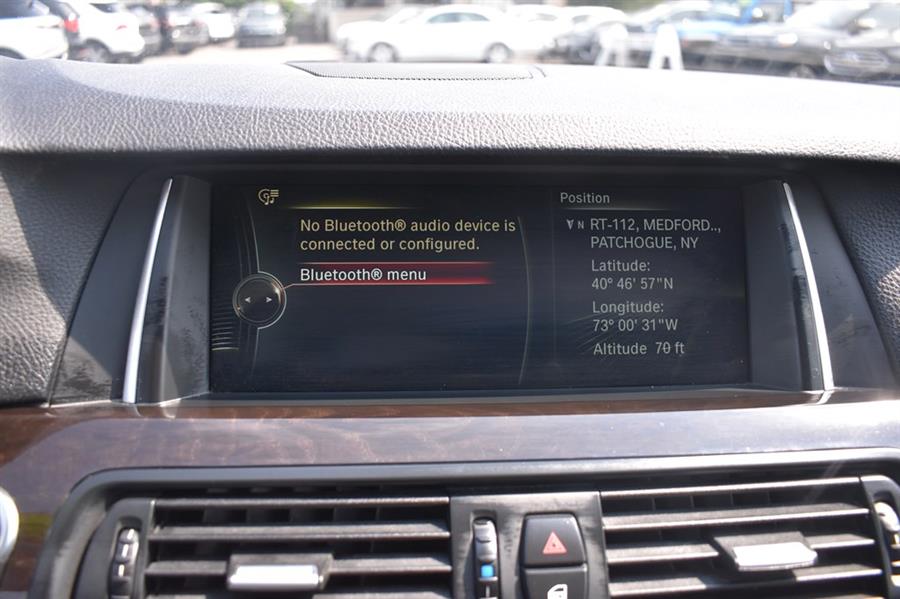 No Bluetooth® audio device is
connected or configured.
Bluetooth® menu
Position
N RT-112, MEDFORD..,
PATCHOGUE, NY
Latitude:
40° 46' 57"N
Longitude:
73° 00' 31"W
Altitude 70 ft